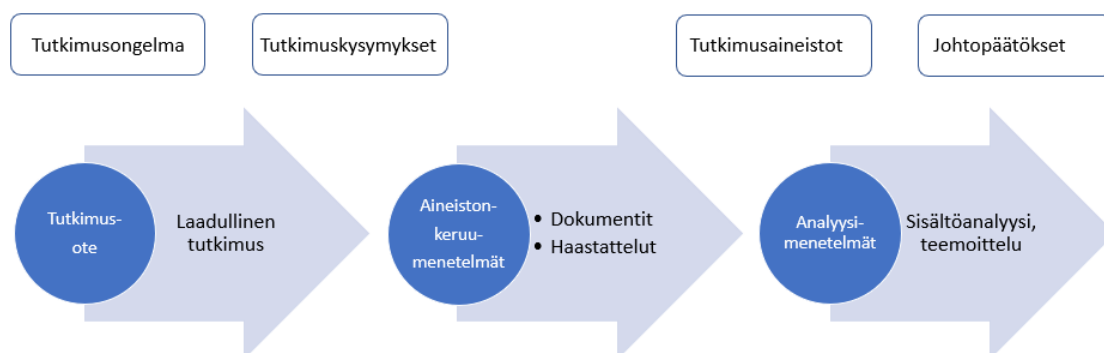 Tutkimusongelma
Tutkimuskysymykset
Tutkimusaineistot
Johtopäätökset
Tutkimus-
ote
Laadullinen
tutkimus
Aineiston-
keruu-
menetelmät
• Dokumentit
• Haastattelut
Analyysi-
menetelmät
Sisältöanalyysi,
teemoittelu